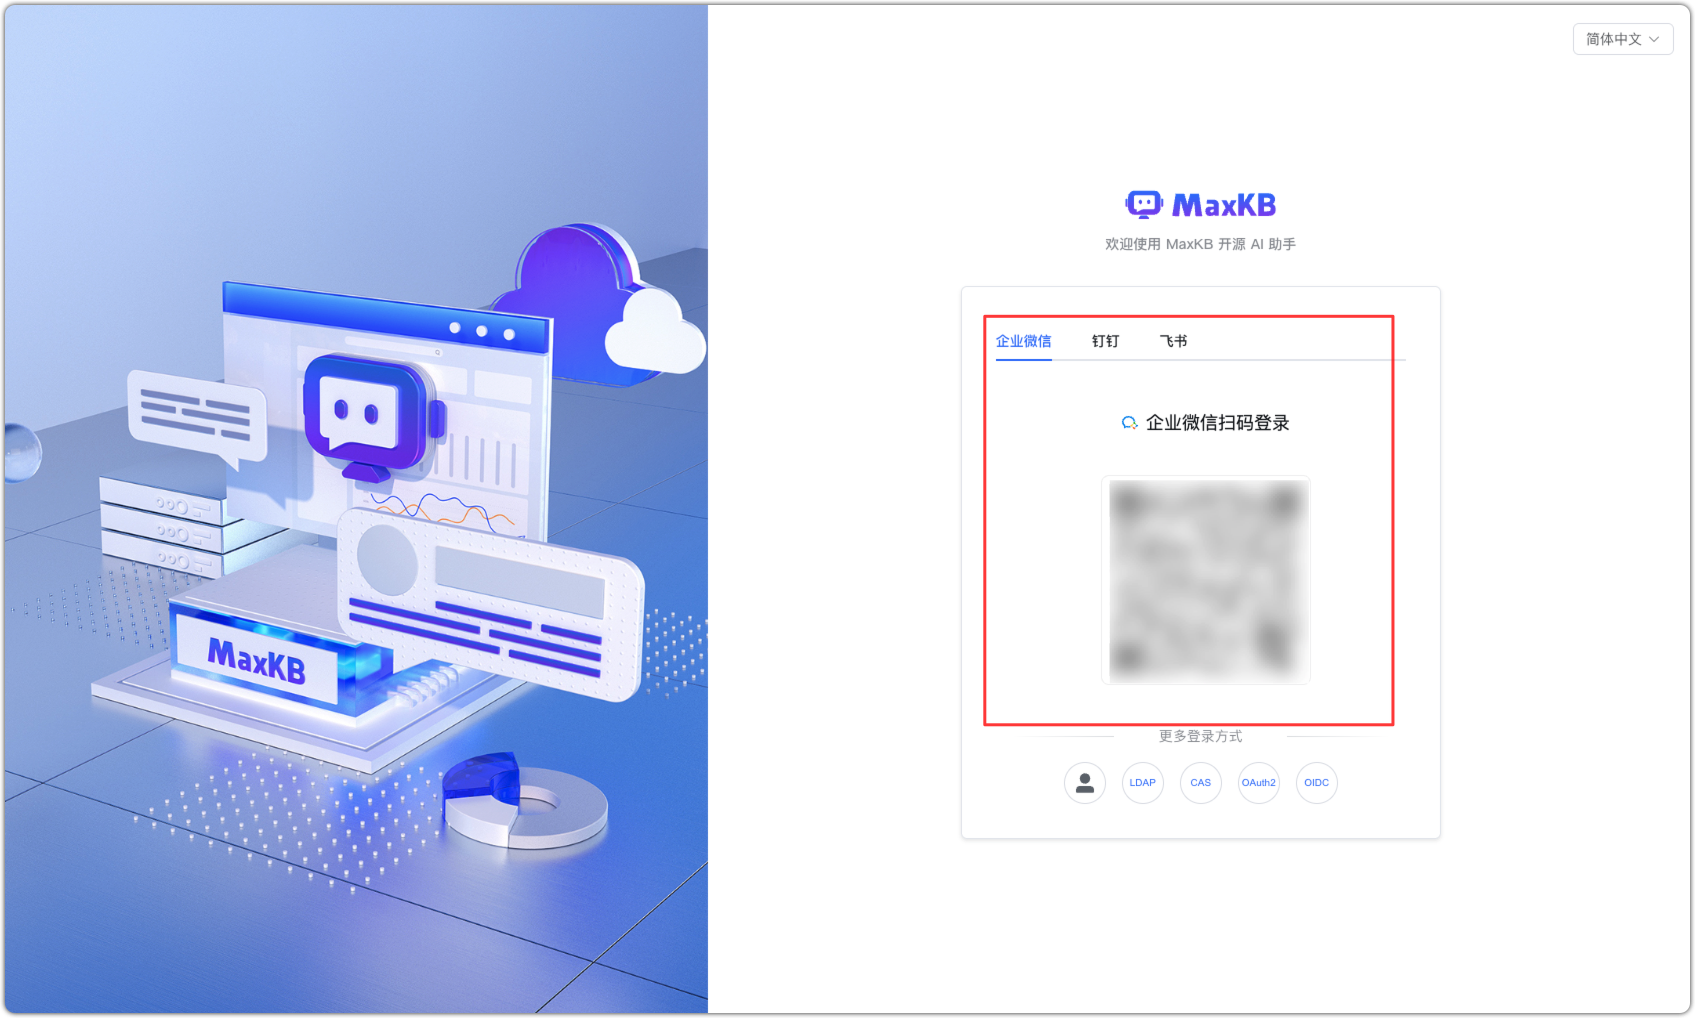 MaxKB
简体中文
MaxKB
欢迎使用 MaxKB 开源 AI 助手
企业微信 钉钉 飞书
企业微信扫码登录
更多登录方式
LDAP CAS OAuth2 OIDC